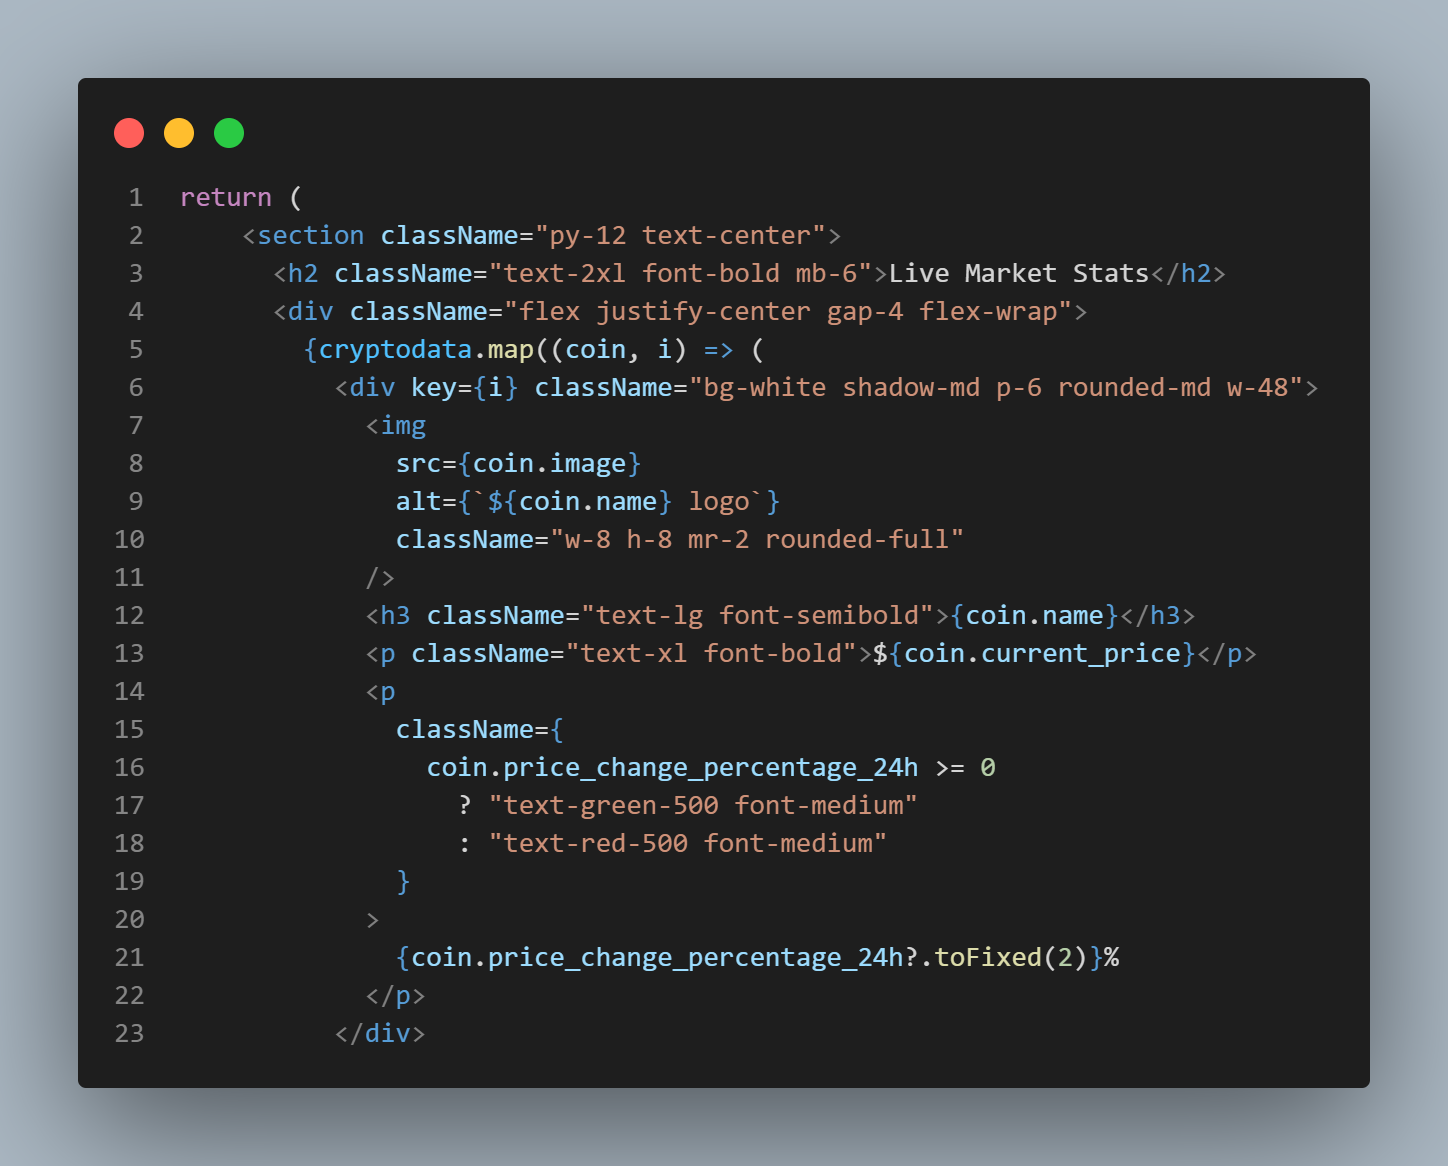 1 return (
2 <section className="py-12 text-center">
3 <h2 className="text-2xl font-bold mb-6">Live Market Stats</h2>
4 <div className="flex justify-center gap-4 flex-wrap">
5 {cryptodata.map((coin, i) => (
6 <div key={i} className="bg-white shadow-md p-6 rounded-md w-48">
7 <img
8 src={coin.image}
9 alt={`${coin.name} logo`}
10 className="w-8 h-8 mr-2 rounded-full"
11 />
12 <h3 className="text-lg font-semibold">{coin.name}</h3>
13 <p className="text-xl font-bold">${coin.current_price}</p>
14 <p
15 className={
16 coin.price_change_percentage_24h >= 0
17 ? "text-green-500 font-medium"
18 : "text-red-500 font-medium"
19 }
20 >
21 {coin.price_change_percentage_24h?.toFixed(2)}%
22 </p>
23 </div>